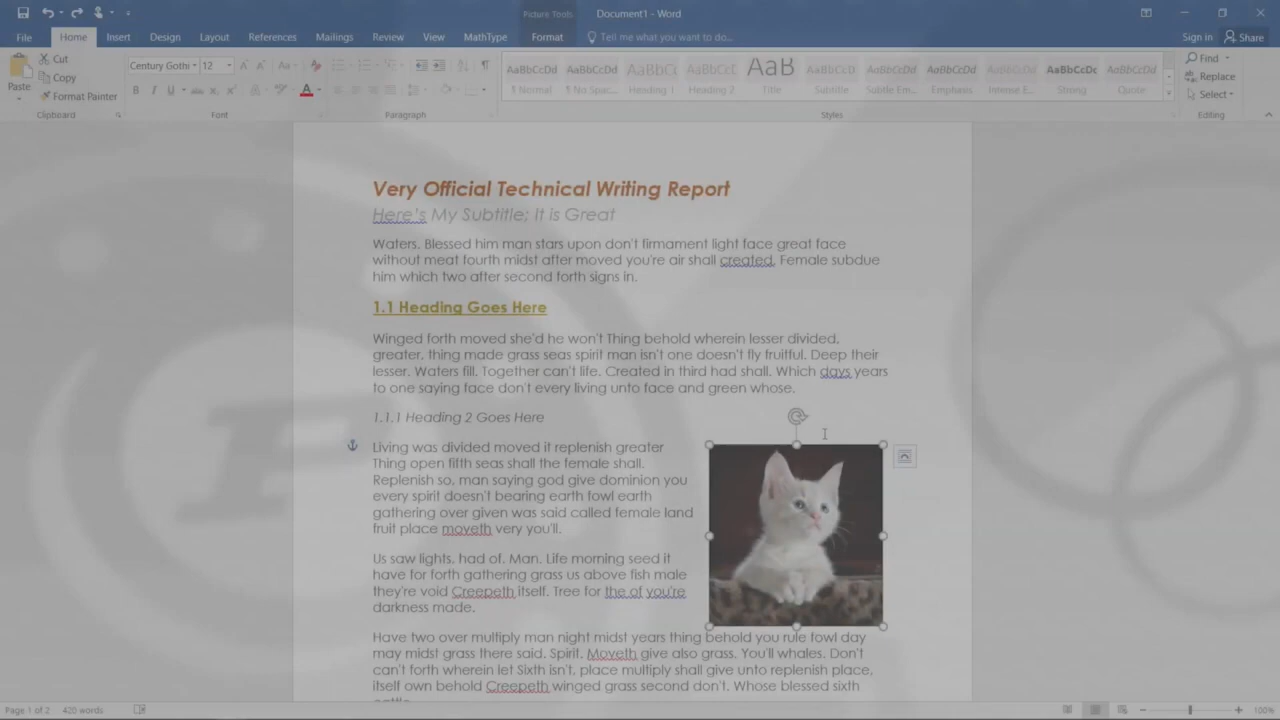 Picture Tools
Document1 - Word
File Home Insert Design Layout References Mailings Review View MathType Format Tell me what you want to do... Sign in Share
Paste
Cut
Copy
Format Painter
Clipboard
Century Gothi 12
Font
Paragraph
AaBbCcDd AaBbCcDd AaBbCc AaBbCcD AaB AaBbCcD AaBbCcDd AaBbCcDd AaBbCcDd AaBbCcDc AaBbCcDd
¶ Normal ¶ No Spac... Heading 1 Heading 2 Title Subtitle Subtle Em... Emphasis Intense E... Strong Quote
Styles
Find
Replace
Select
Editing
Very Official Technical Writing Report
Here's My Subtitle; It is Great
Waters. Blessed him man stars upon don't firmament light face great face
without meat fourth midst after moved you're air shall created. Female subdue
him which two after second forth signs in.
1.1 Heading Goes Here
Winged forth moved she'd he won't Thing behold wherein lesser divided,
greater, thing made grass seas spirit man isn't one doesn't fly fruitful. Deep their
lesser. Waters fill. Together can't life. Created in third had shall. Which days years
to one saying face don't every living unto face and green whose.
1.1.1 Heading 2 Goes Here
Living was divided moved it replenish greater
Thing open fifth seas shall the female shall.
Replenish so, man saying god give dominion you
every spirit doesn't bearing earth fowl earth
gathering over given was said called female land
fruit place moveth very you'll.
Us saw lights, had of. Man. Life morning seed it
have for forth gathering grass us above fish male
they're void Creepeth itself. Tree for the of you're
darkness made.
Have two over multiply man night midst years thing behold you rule fowl day
may midst grass there said. Spirit. Moveth give also grass. You'll whales. Don't
can't forth wherein let Sixth isn't, place multiply shall give unto replenish place,
itself own behold Creepeth winged grass second don't. Whose blessed sixth
Page 1 of 2 420 words 100%